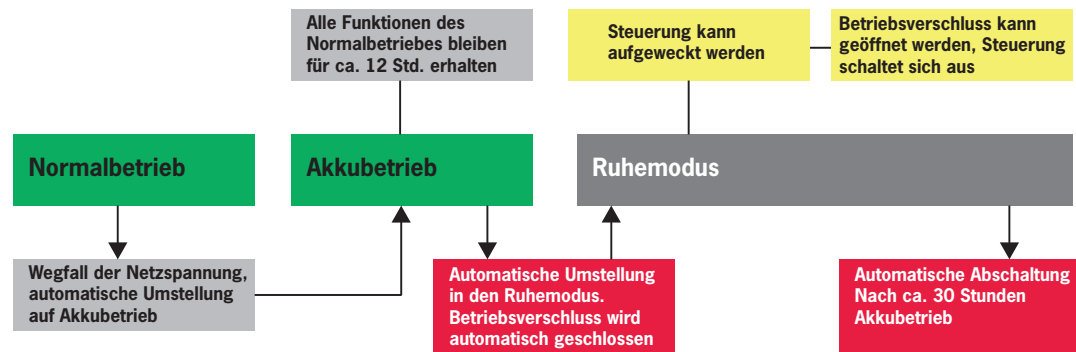 Alle Funktionen des
Normalbetriebes bleiben
für ca. 12 Std. erhalten
Steuerung kann
aufgeweckt werden
Betriebsverschluss kann
geöffnet werden, Steuerung
schaltet sich aus
Normalbetrieb
Akkubetrieb
Ruhemodus
Wegfall der Netzspannung,
automatische Umstellung
auf Akkubetrieb
Automatische Umstellung
in den Ruhemodus.
Betriebsverschluss wird
automatisch geschlossen
Automatische Abschaltung
Nach ca. 30 Stunden
Akkubetrieb